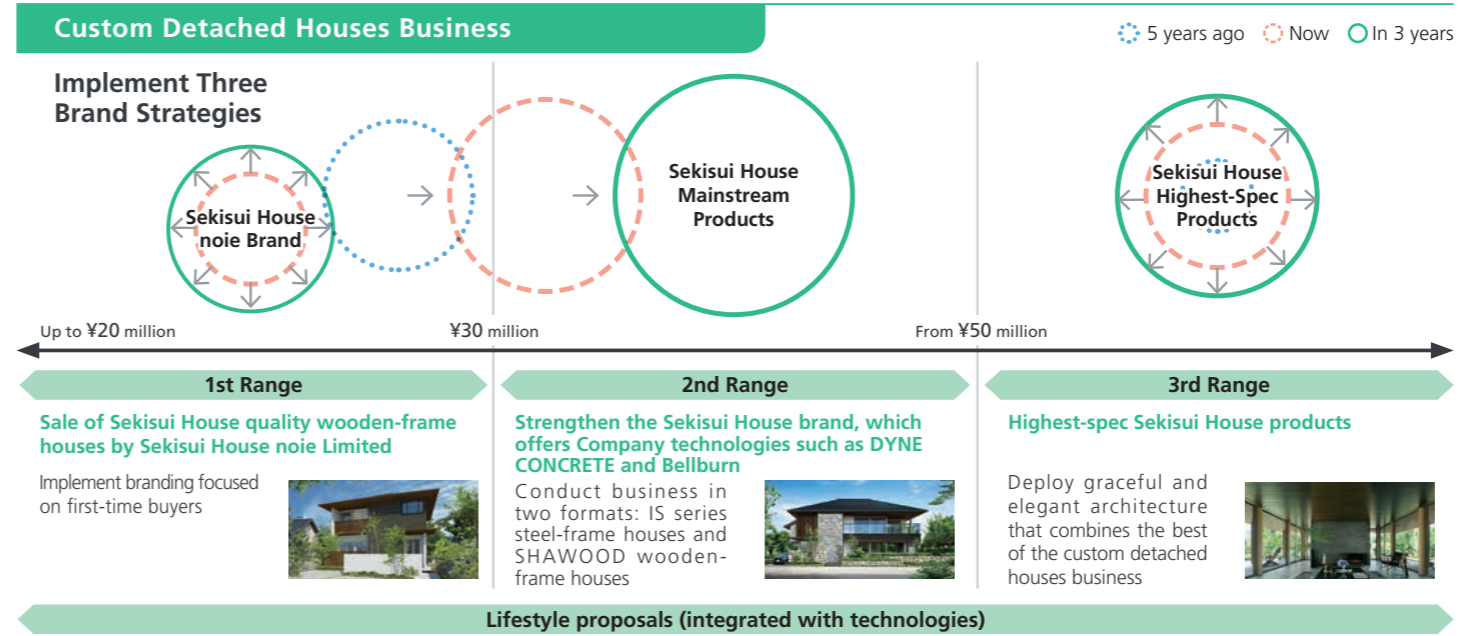 Custom Detached Houses Business
5 years ago
Now
In 3 years
Implement Three
Brand Strategies
Sekisui House
noie Brand
Sekisui House
Mainstream
Products
Sekisui House
Highest-Spec
Products
Up to ¥20 million
¥30 million
From ¥50 million
1st Range
2nd Range
3rd Range
Sale of Sekisui House quality wooden-frame
houses by Sekisui House noie Limited
Implement branding focused
on first-time buyers
Strengthen the Sekisui House brand, which
offers Company technologies such as DYNE
CONCRETE and Bellburn
Conduct business in
two formats: IS series
steel-frame houses and
SHAWOOD wooden-
frame houses
Highest-spec Sekisui House products
Deploy graceful and
elegant architecture
that combines the best
of the custom detached
houses business
Lifestyle proposals (integrated with technologies)